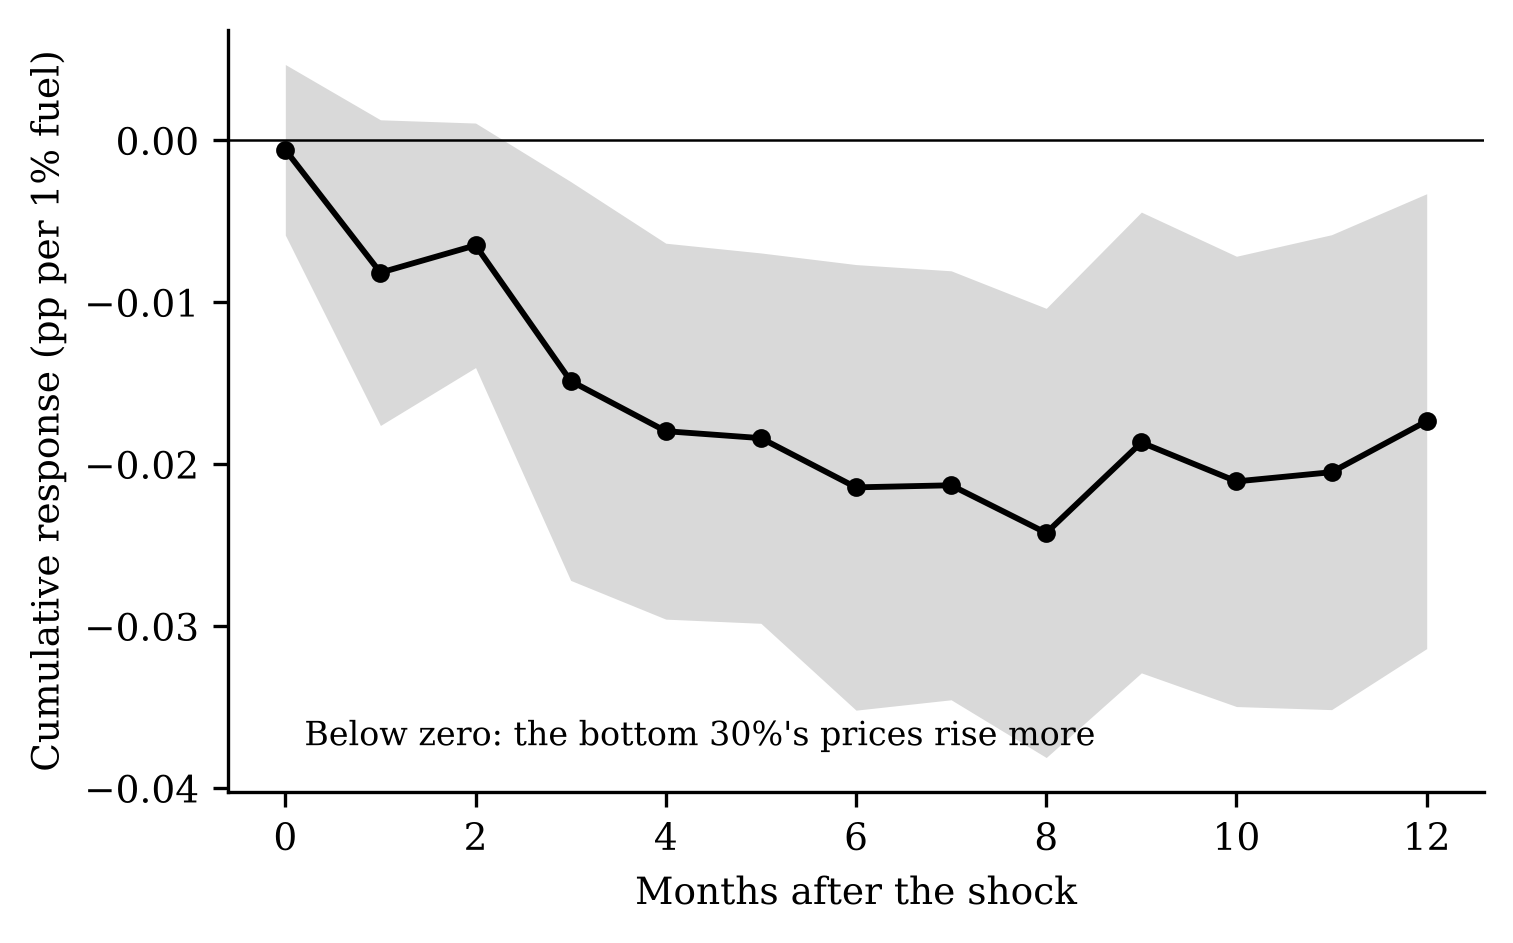 Cumulative response (pp per 1% fuel)
0.00
−0.01
−0.02
−0.03
−0.04
Below zero: the bottom 30%'s prices rise more
0 2 4 6 8 10 12
Months after the shock